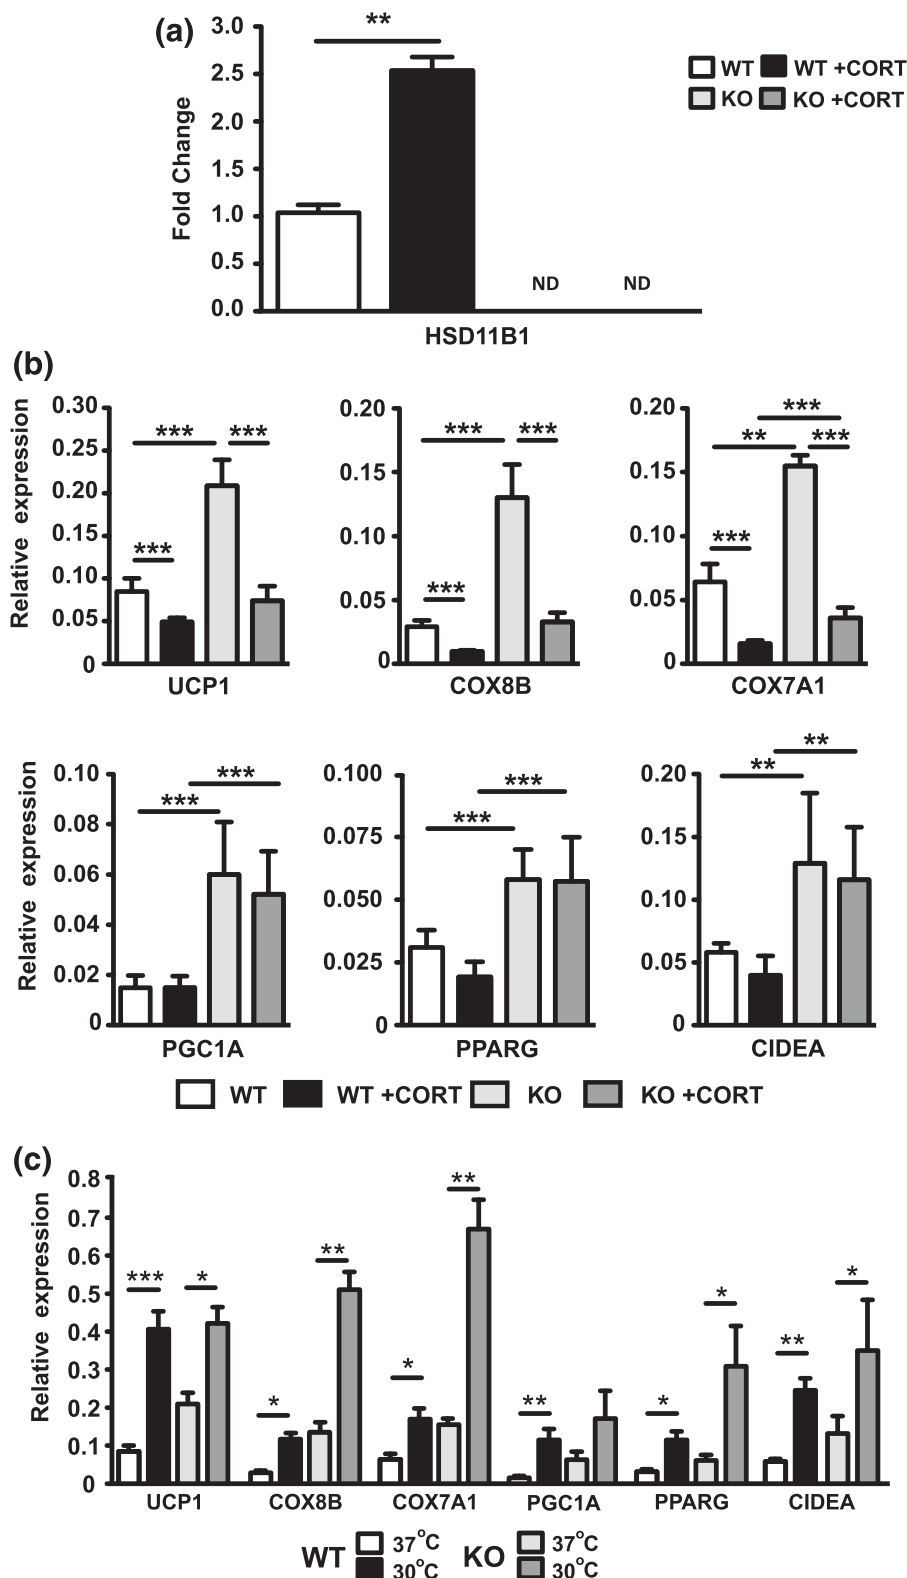 (a)
3.0
2.5
2.0
1.5
1.0
0.5
0.0
Fold Change
**
ND
ND
HSD11B1
WT
WT +CORT
KO
KO +CORT
(b)
Relative expression
0.30
0.25
0.20
0.15
0.10
0.05
0
***
***
***
UCP1
0.20
0.15
0.10
0.05
0
***
***
***
COX8B
0.20
0.15
0.10
0.05
0
***
**
***
***
COX7A1
Relative expression
0.10
0.08
0.06
0.04
0.02
0
***
***
PGC1A
0.100
0.075
0.050
0.025
0
***
***
PPARG
0.20
0.15
0.10
0.05
0
**
**
CIDEA
WT
WT +CORT
KO
KO +CORT
(c)
Relative expression
0.8
0.7
0.6
0.5
0.4
0.3
0.2
0.1
0
***
*
*
**
*
**
**
*
*
**
*
UCP1
COX8B
COX7A1
PGC1A
PPARG
CIDEA
WT
37°C
30°C
KO
37°C
30°C